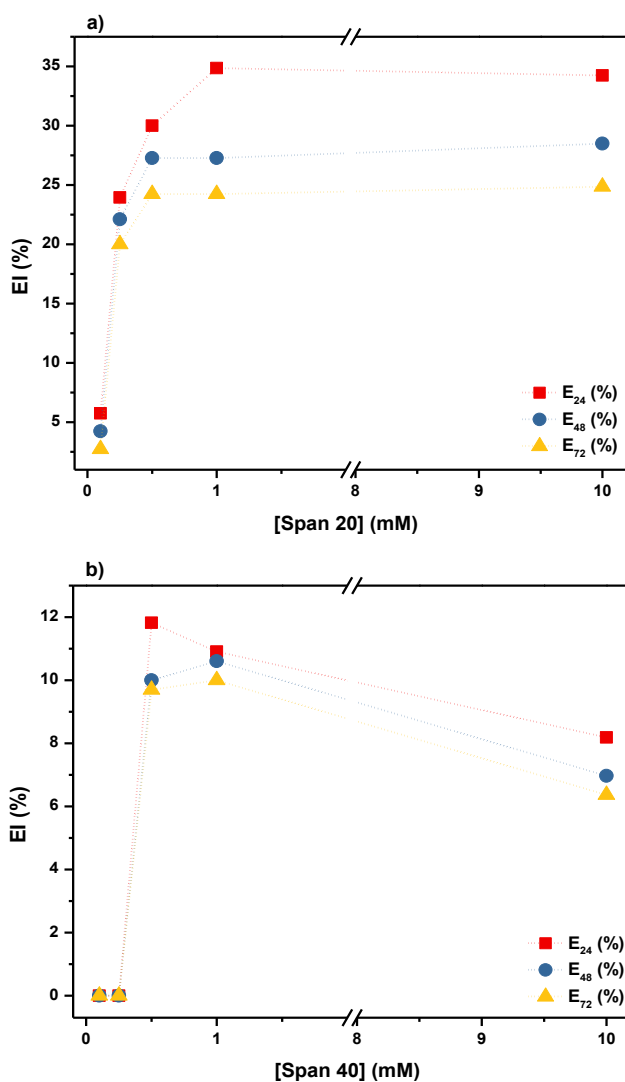 a)
35
30
25
20
15
10
5
EI (%)
E24 (%)
E48 (%)
E72 (%)
0 1 8 9 10
[Span 20] (mM)
b)
12
10
8
6
4
2
0
EI (%)
E24 (%)
E48 (%)
E72 (%)
0 1 8 9 10
[Span 40] (mM)